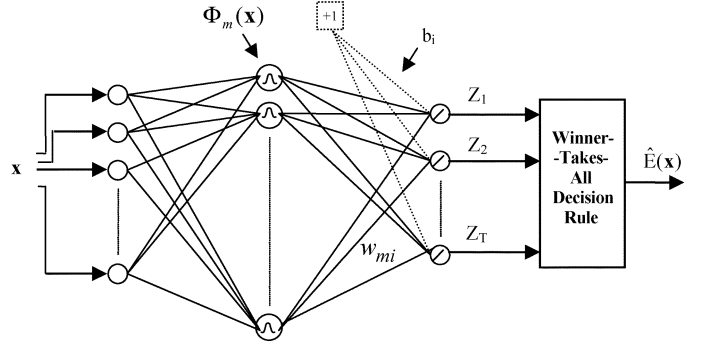 Φm(x)
+1
bi
x
Z1
Z2
ZT
wmi
Winner-
-Takes-
All
Decision
Rule
Ê(x)